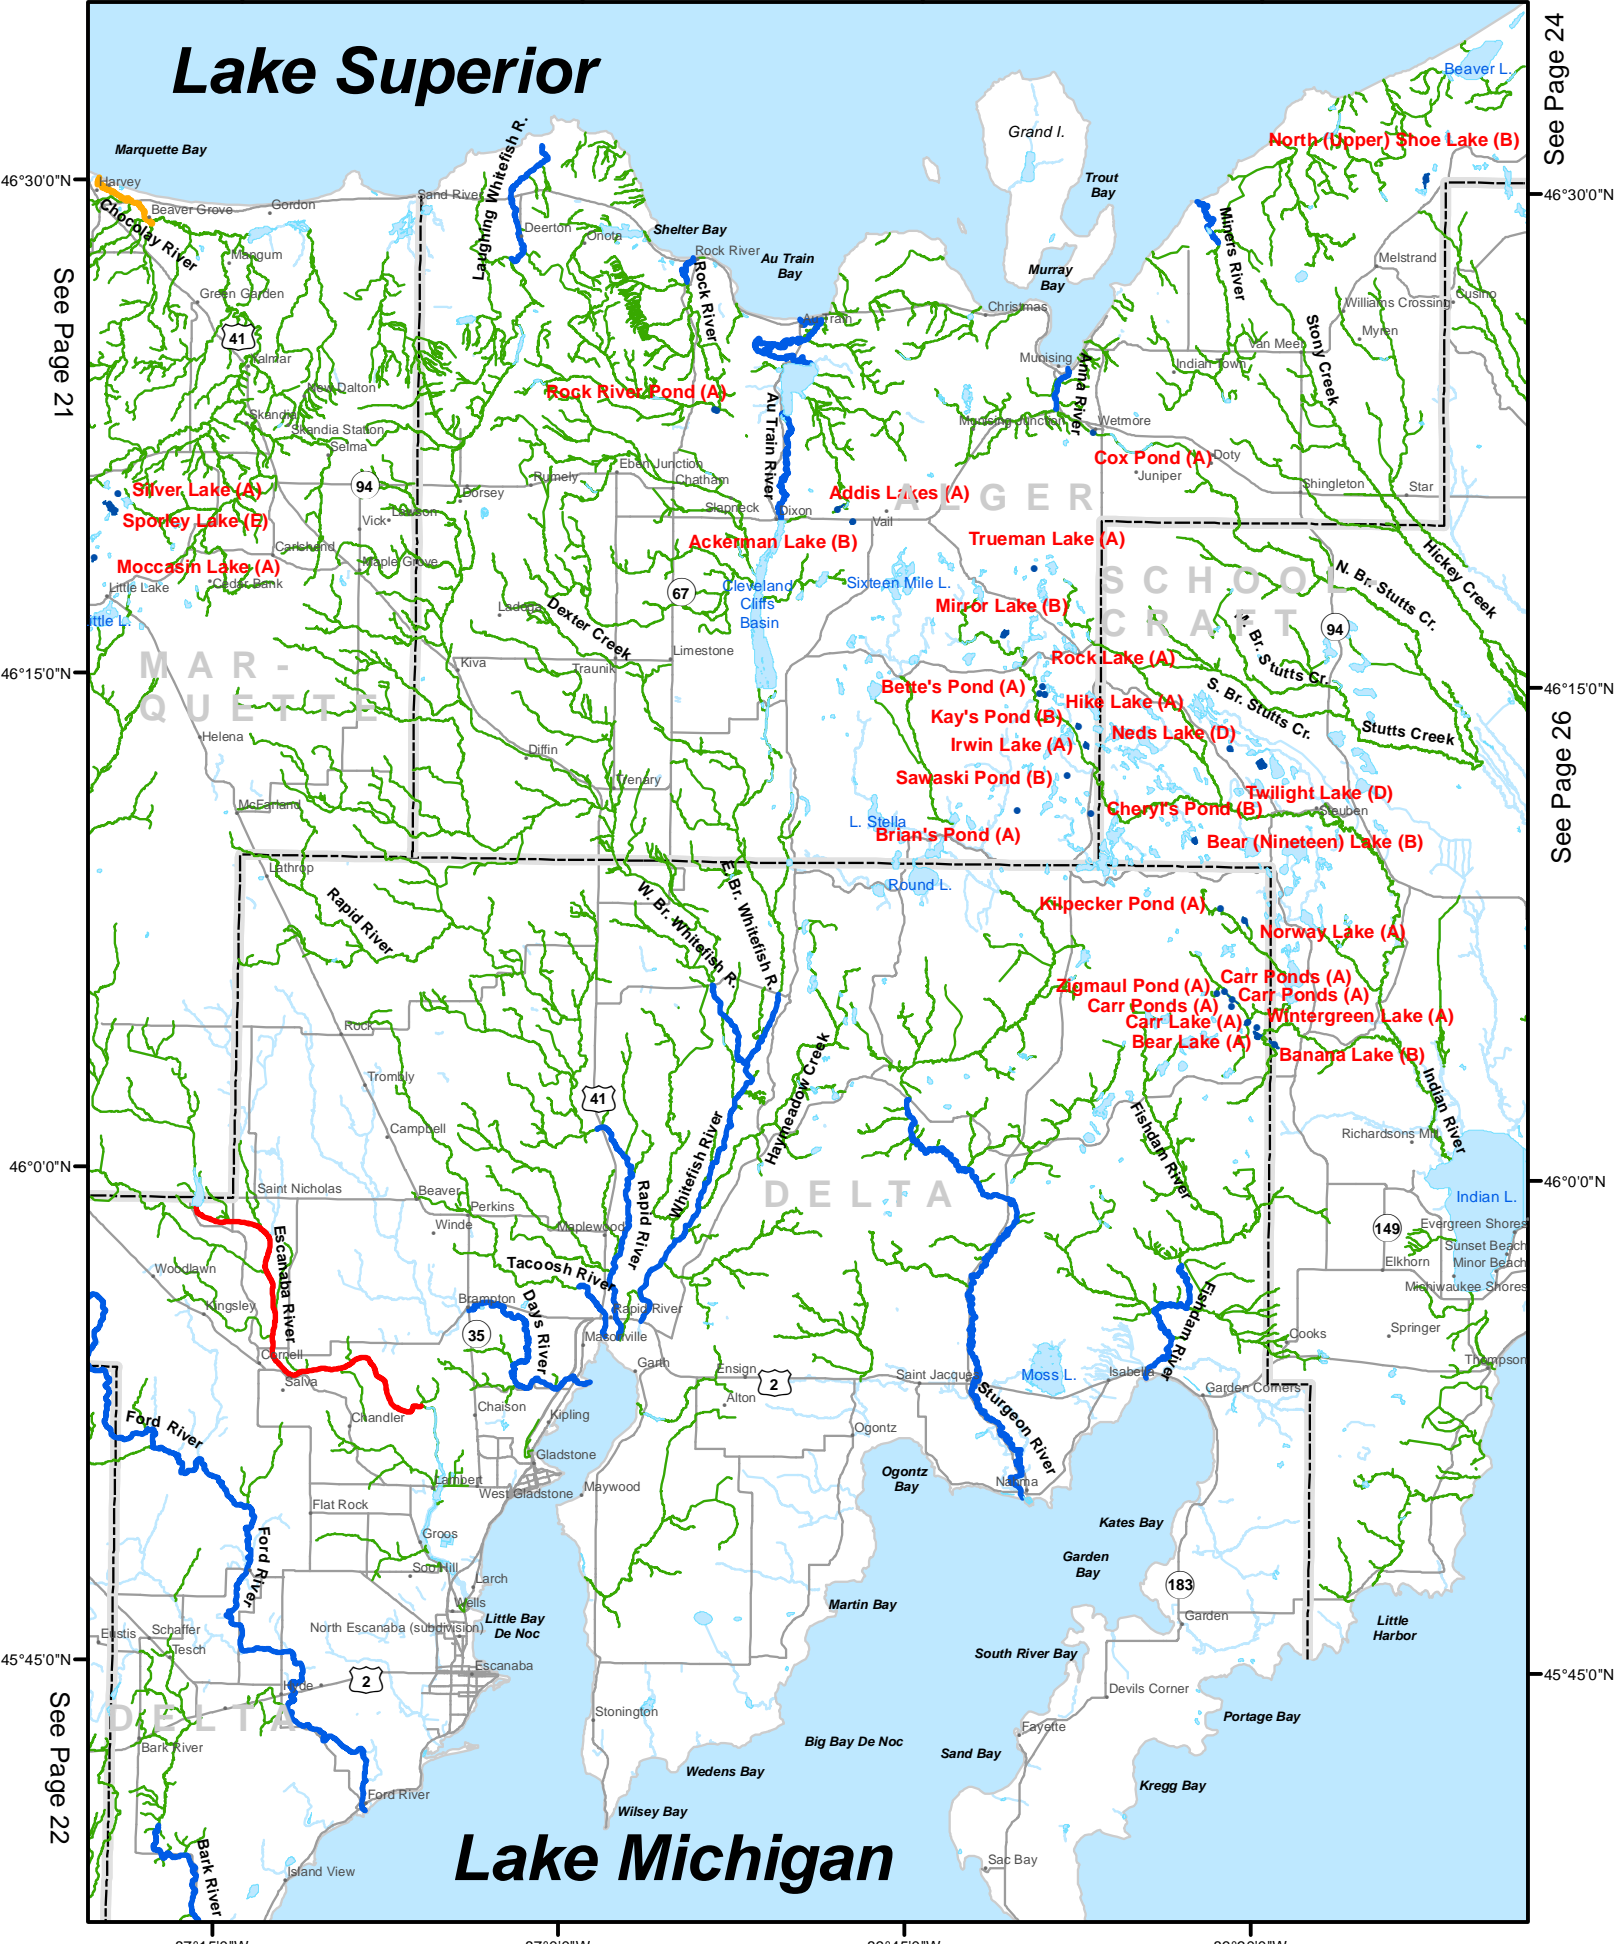 Lake Superior
See Page 24
Beaver L.
Grand I.
North (Upper) Shoe Lake (B)
Marquette Bay
Laughing Whitefish R.
Trout
Bay
46°30'0"N
46°30'0"N
Harvey
Beaver Grove
Gordon
Sand River
Chocolay River
Deerton
Onota
Shelter Bay
Rock River
Rock River
Au Train
Bay
Murray
Bay
Miners River
Mangum
Melstrand
Green Garden
Christmas
Williams Crossing
Cusino
See Page 21
41
Au Train
Myren
Stony Creek
Van Meer
Yalmar
Munising
Anna River
Indian Town
New Dalton
Rock River Pond (A)
Au Train River
Skandia
Skandia Station
Selma
Munising Junction
Wetmore
Eben Junction
Cox Pond (A)
Doty
Juniper
Rumely
Chatham
94
Dorsey
Silver Lake (A)
Addis Lakes (A)
ALGER
Shingleton
Star
Slapneck
Dixon
Lawson
Vick
Vail
Sporley Lake (E)
Ackerman Lake (B)
Trueman Lake (A)
Carlshend
Maple Grove
Hickey Creek
Moccasin Lake (A)
Little Lake
Cedar Bank
Cleveland
Cliffs
Basin
Sixteen Mile L.
SCHOOL-
CRAFT
N. Br. Stutts Cr.
67
Ladoga
Dexter Creek
Mirror Lake (B)
94
ittle L.
Br. Stutts Cr.
MAR-
QUETTE
Limestone
Kiva
Traunik
Rock Lake (A)
46°15'0"N
46°15'0"N
Bette's Pond (A)
Hike Lake (A)
S. Br. Stutts Cr.
Kay's Pond (B)
Stutts Creek
Helena
Neds Lake (D)
Diffin
Irwin Lake (A)
See Page 26
Trenary
Sawaski Pond (B)
Twilight Lake (D)
McFarland
Cheryl's Pond (B)
Steuben
L. Stella
Brian's Pond (A)
Bear (Nineteen) Lake (B)
Lathrop
Round L.
E. Br. Whitefish R.
W. Br. Whitefish R.
Rapid River
Kilpecker Pond (A)
Norway Lake (A)
Zigmaul Pond (A)
Carr Ponds (A)
Carr Ponds (A)
Carr Ponds (A)
Wintergreen Lake (A)
Carr Lake (A)
Bear Lake (A)
Banana Lake (B)
Rock
Haymeadow Creek
Trombly
41
Indian River
Campbell
Whitefish River
Fishdam River
Richardsons Mill
46°0'0"N
46°0'0"N
Saint Nicholas
Beaver
Perkins
DELTA
Indian L.
Rapid River
Winde
Maplewood
149
Evergreen Shores
Escanaba River
Sunset Beach
Minor Beach
Elkhorn
Michiwaukee Shores
Woodlawn
Tacoosh River
Kingsley
Brampton
Days River
Rapid River
Fishdam River
35
Masonville
Cooks
Springer
Cornell
Garth
Thompson
Salva
Ensign
2
Saint Jacques
Moss L.
Isabella
Garden Corners
Alton
Ford River
Chandler
Chaison
Kipling
Ogontz
Sturgeon River
Gladstone
Lambert
West Gladstone
Maywood
Ogontz
Bay
Nahma
Flat Rock
Kates Bay
Groos
Ford River
Soo Hill
Larch
Garden
Bay
183
Wells
Little Bay
De Noc
Martin Bay
Garden
Little
Harbor
Eustis
Schaffer
Tesch
North Escanaba (subdivision)
South River Bay
45°45'0"N
45°45'0"N
Escanaba
Hyde
2
Devils Corner
See Page 22
DELTA
Stonington
Portage Bay
Fayette
Bark River
Big Bay De Noc
Sand Bay
Wedens Bay
Kregg Bay
Ford River
Wilsey Bay
Lake Michigan
Bark River
Island View
Sac Bay